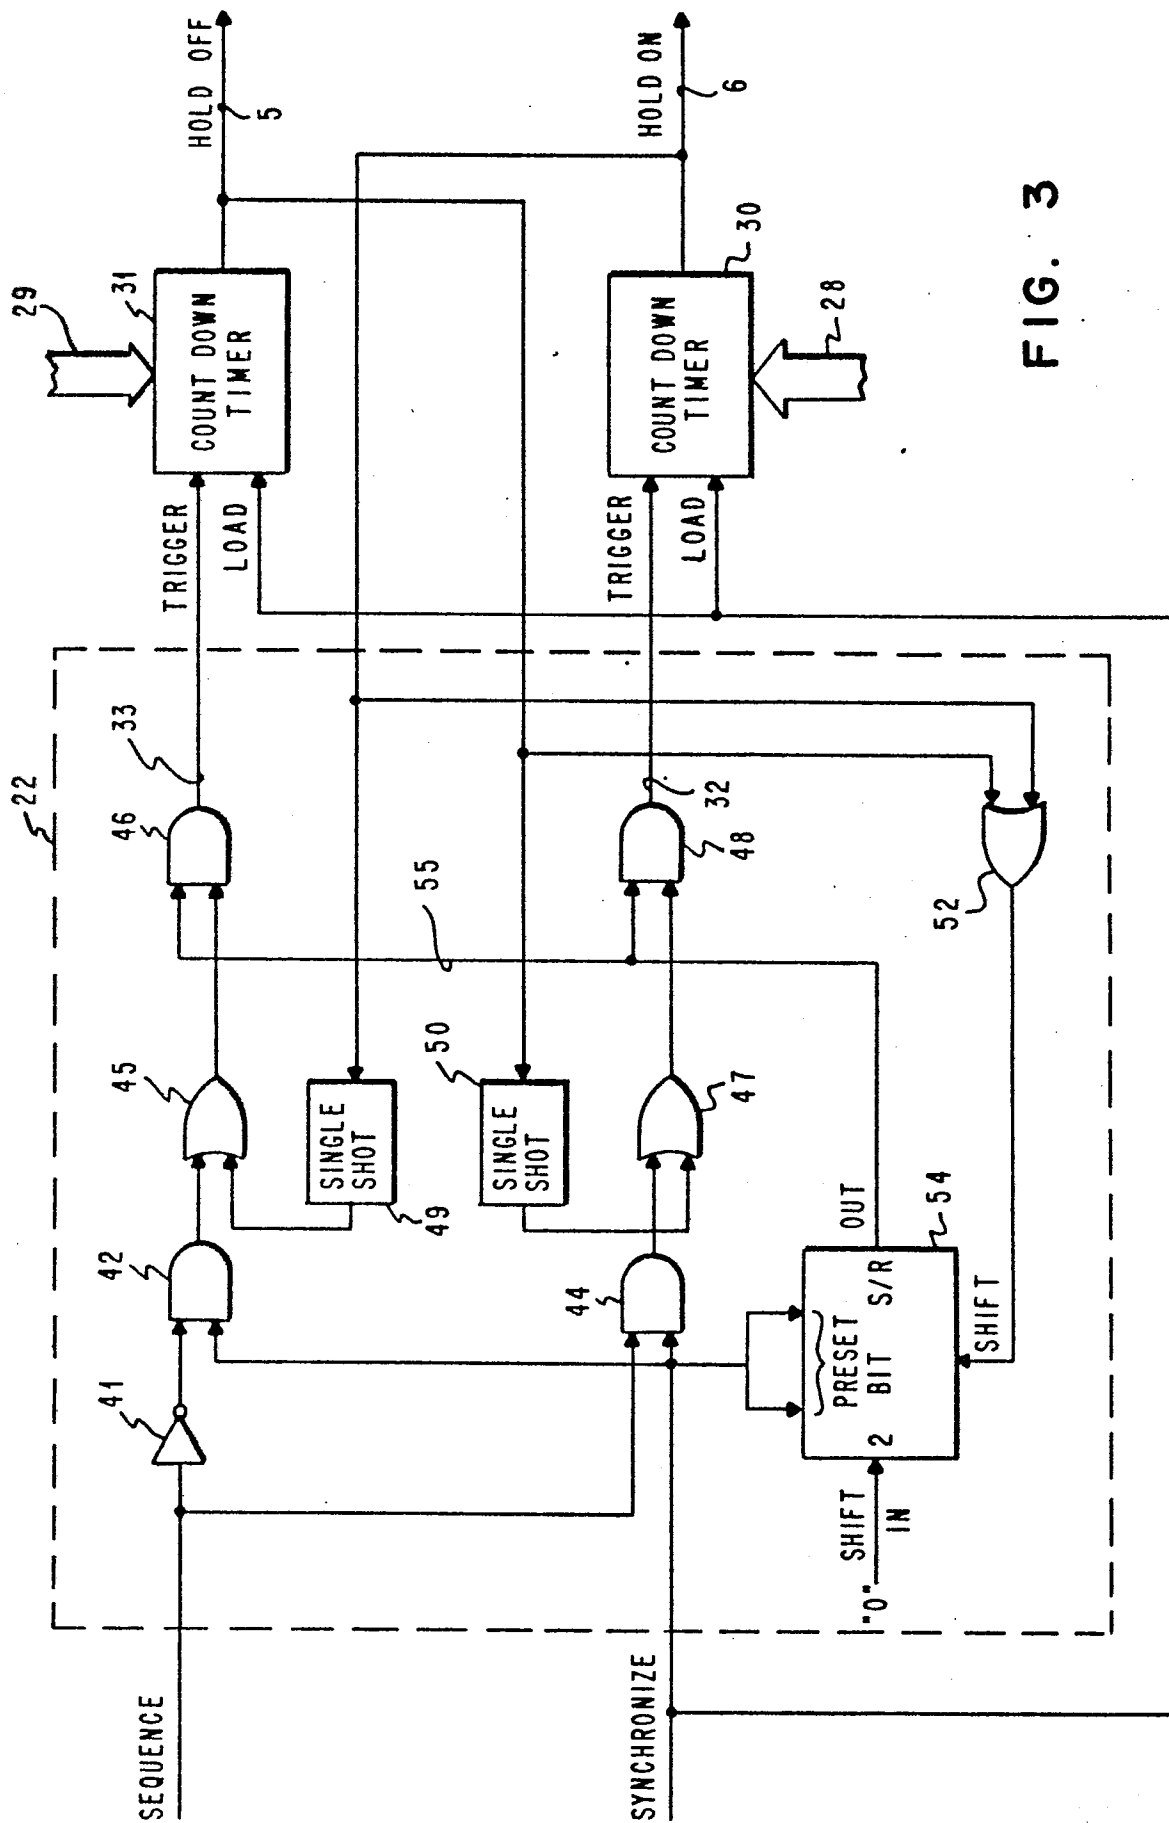 SEQUENCE
SYNCHRONIZE
22
41
42
45
46
33
TRIGGER
LOAD
29
31
COUNT DOWN
TIMER
HOLD OFF
5
SINGLE
SHOT
49
55
50
SINGLE
SHOT
44
47
48
32
TRIGGER
LOAD
COUNT DOWN
TIMER
30
28
HOLD ON
6
"0"
SHIFT
IN
PRESET
2 BIT S/R
OUT
54
SHIFT
52
FIG. 3